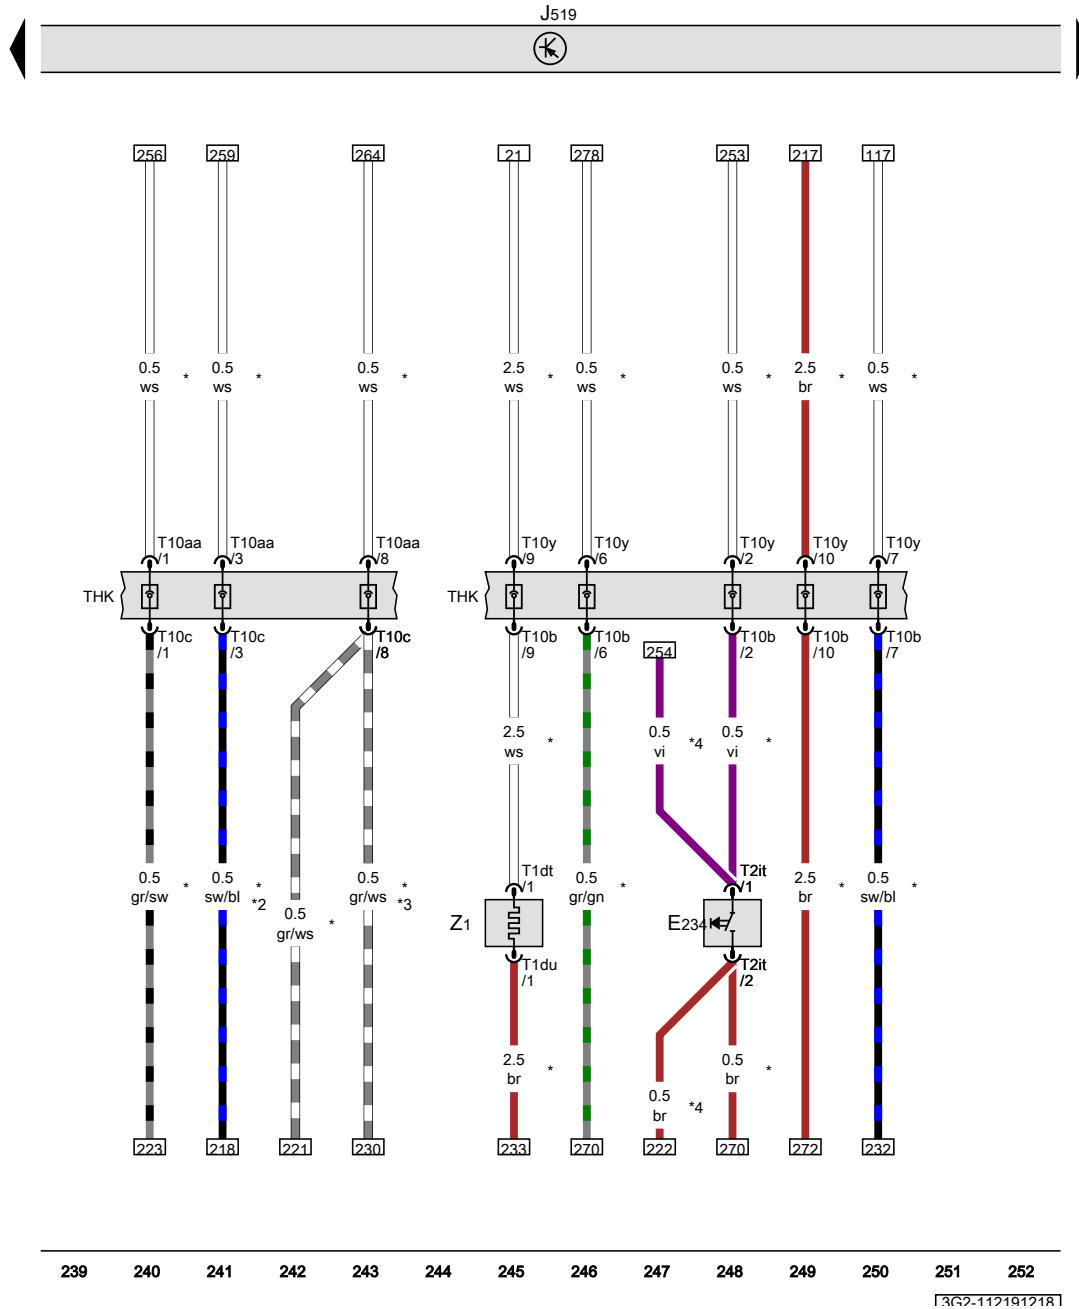 J519
256 259 264 21 278 253 217 117
0.5 0.5 0.5 2.5 0.5 0.5 2.5 0.5
ws * ws * ws * ws * ws * ws * br * ws *
T10aa T10aa T10aa T10y T10y T10y T10y T10y
/1 /3 /8 /9 /6 /2 /10 /7
THK THK
T10c T10c T10c T10b T10b T10b T10b T10b
/1 /3 /8 /9 /6 254 /2 /10 /7
2.5 0.5 0.5
ws * vi *4 vi *
T1dt T2it
/1 /1
0.5 0.5 0.5 0.5 2.5 0.5
gr/sw * sw/bl * *2 gr/ws * *3 gr/gn * br * sw/bl *
0.5
gr/ws *
Z1 E234
T1du T2it
/1 /2
2.5 0.5
br * br *
0.5
br *4
223 218 221 230 233 270 222 270 272 232
239 240 241 242 243 244 245 246 247 248 249 250 251 252
3G2-112191218